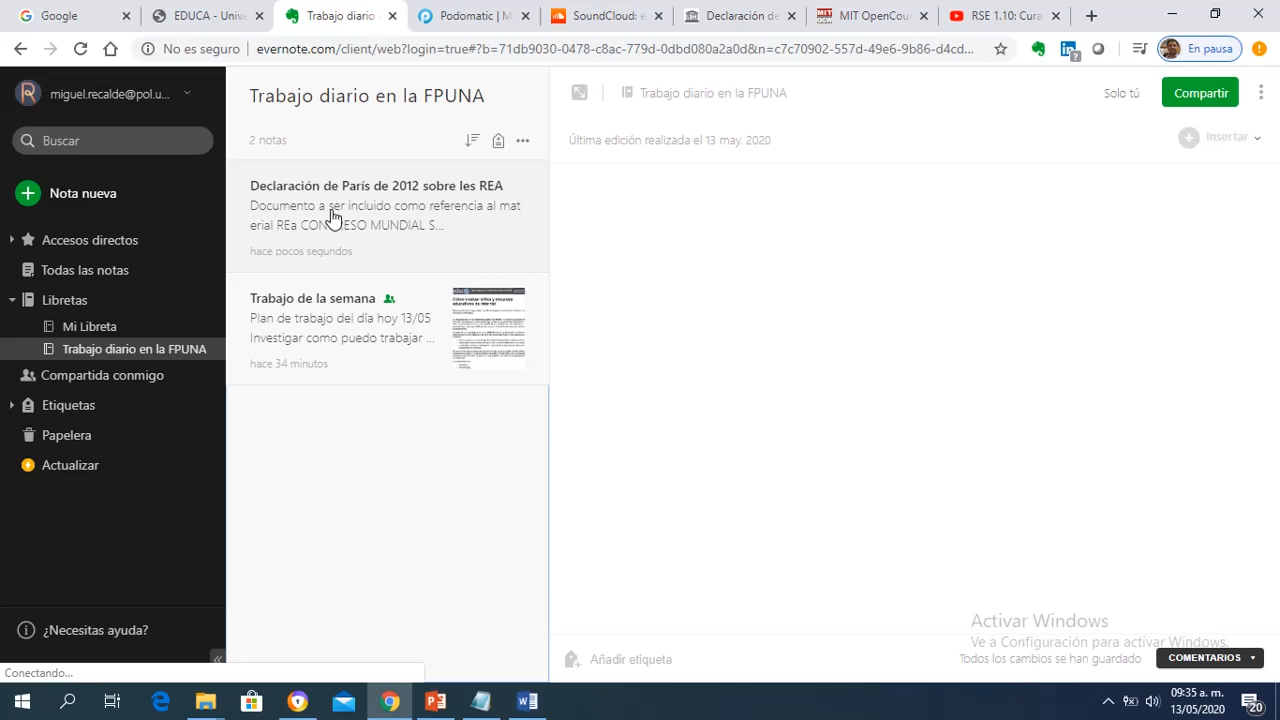 Google
EDUCA - Unive
Trabajo diario
Podomatic | M
SoundCloud: e
Declaración de
MIT OpenCou
RSE 1.10: Cura
No es seguro
evernote.com/client/web?login=true#?b=71db9030-0478-c8ac-779d-0dbd080a2a0d&n=c7c70902-557d-49e6-9b86-d4cd...
En pausa
miguel.recalde@pol.u...
Buscar
Nota nueva
Accesos directos
Todas las notas
Libretas
Mi Libreta
Trabajo diario en la FPUNA
Compartida conmigo
Etiquetas
Papelera
Actualizar
¿Necesitas ayuda?
Conectando...
Trabajo diario en la FPUNA
2 notas
Declaración de París de 2012 sobre les REA
Documento a ser incluido como referencia al mat
erial REa CONGRESO MUNDIAL S...
hace pocos segundos
Trabajo de la semana
Plan de trabajo del día hoy 13/05
Investigar como puedo trabajar ...
hace 34 minutos
Trabajo diario en la FPUNA
Solo tú
Compartir
Última edición realizada el 13 may. 2020
Insertar
Activar Windows
Ve a Configuración para activar Windows.
Añadir etiqueta
Todos los cambios se han guardado
COMENTARIOS
09:35 a. m.
13/05/2020
20